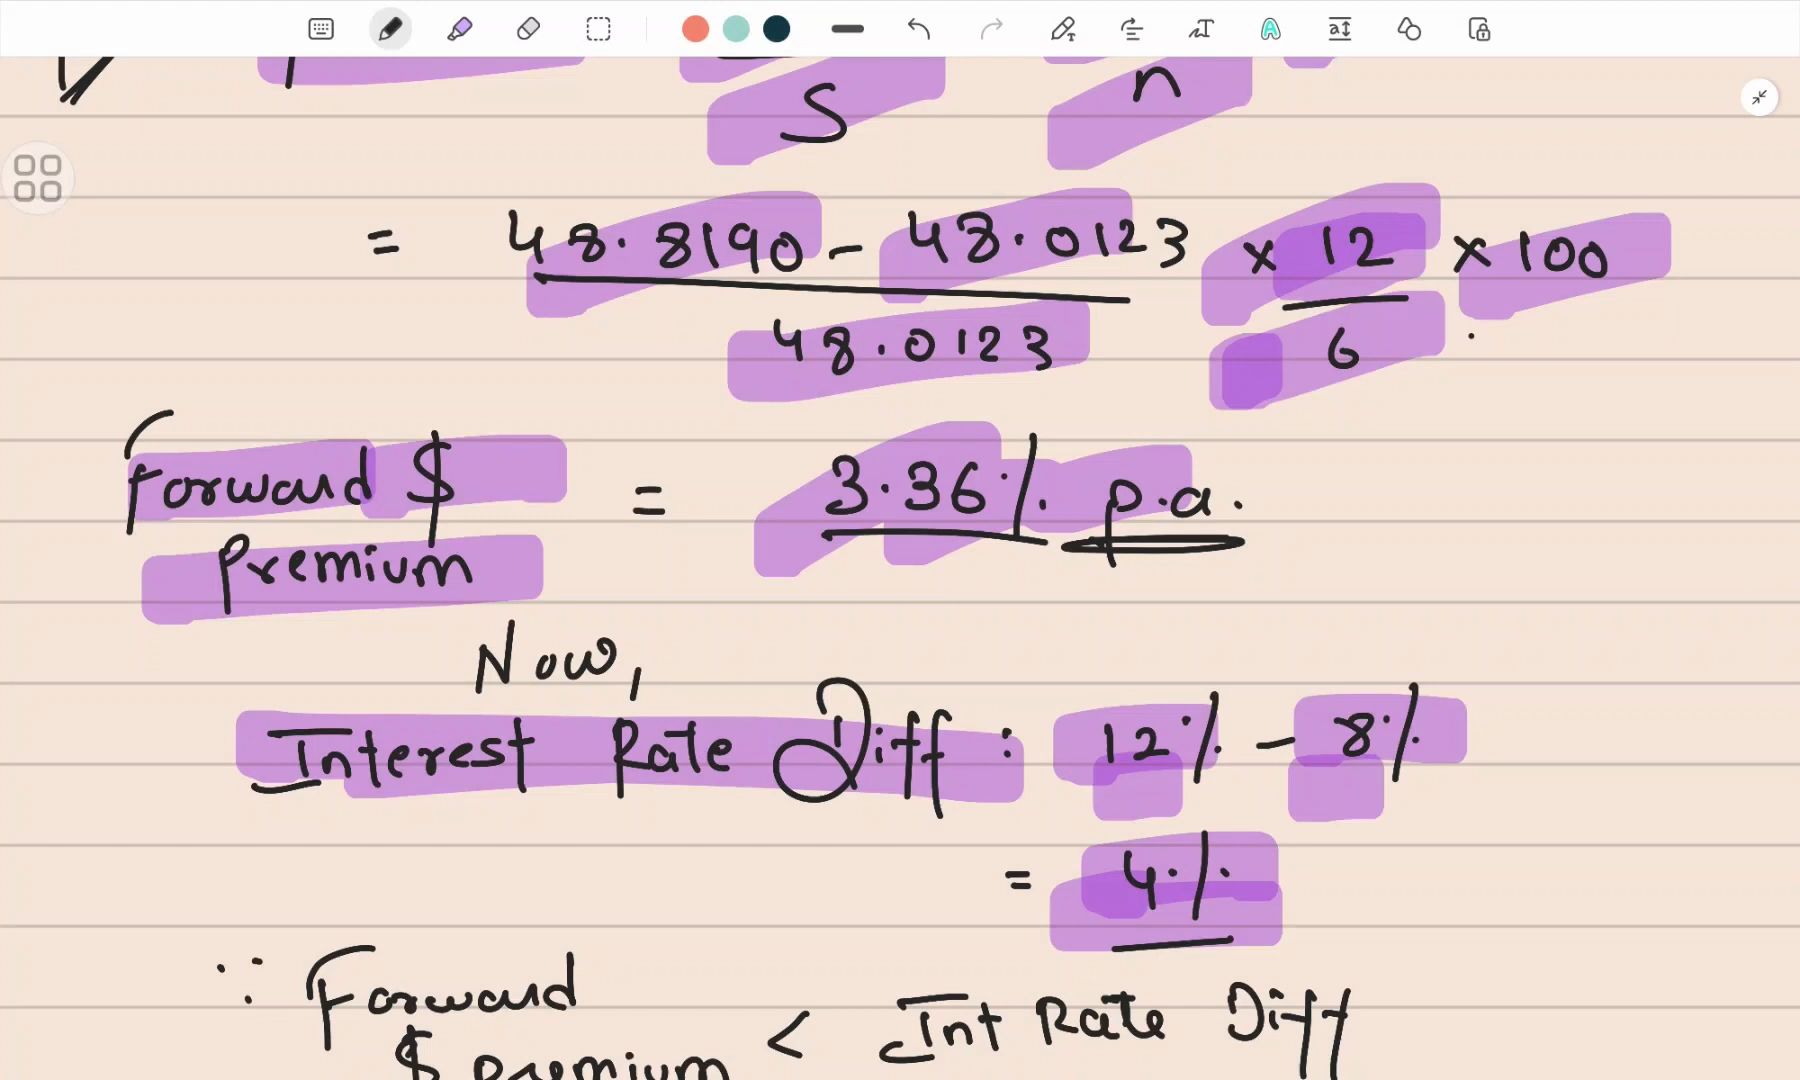 S n
= 48.8190 - 48.0123 x 12 x 100
48.0123 6
Forward $ = 3.36% p.a.
Premium
Now,
Interest Rate Diff : 12% - 8%
= 4%
∵ Forward < Int Rate Diff
$ Premium